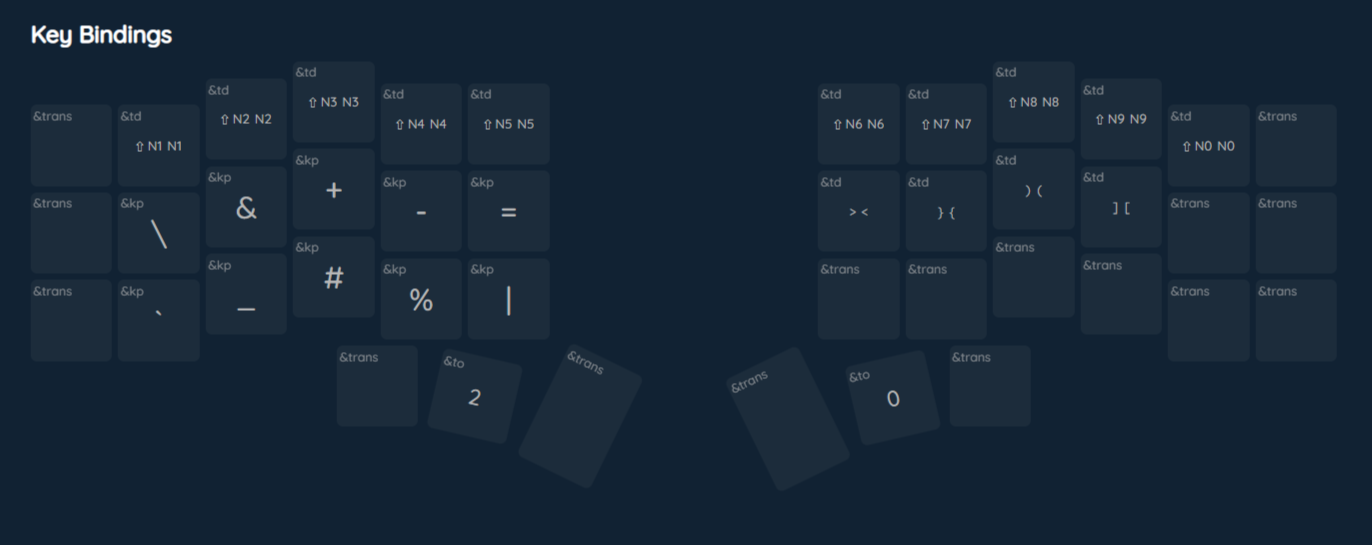 Key Bindings
&trans &td &td &td &td &td &td &td &td &td &td &trans
⇧ N1 N1 ⇧ N2 N2 ⇧ N3 N3 ⇧ N4 N4 ⇧ N5 N5 ⇧ N6 N6 ⇧ N7 N7 ⇧ N8 N8 ⇧ N9 N9 ⇧ N0 N0
&trans &kp &kp &kp &kp &kp &td &td &td &td &trans &trans
\ & + - = > < } { ) ( ] [
&trans &kp &kp &kp &kp &kp &trans &trans &trans &trans &trans &trans
` _ # % |
&trans &to &trans &trans &to &trans
2 0